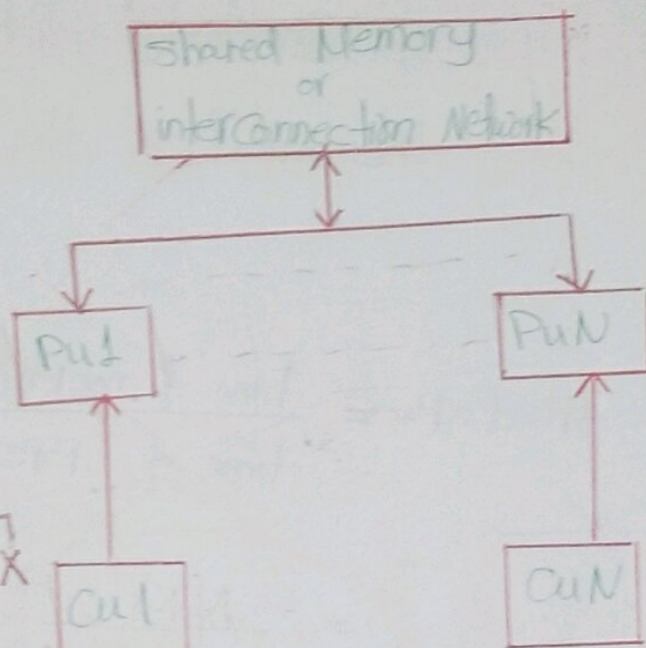 Shared Memory
or
interConnection Network
Pu1
PuN
X
Cu1
CuN